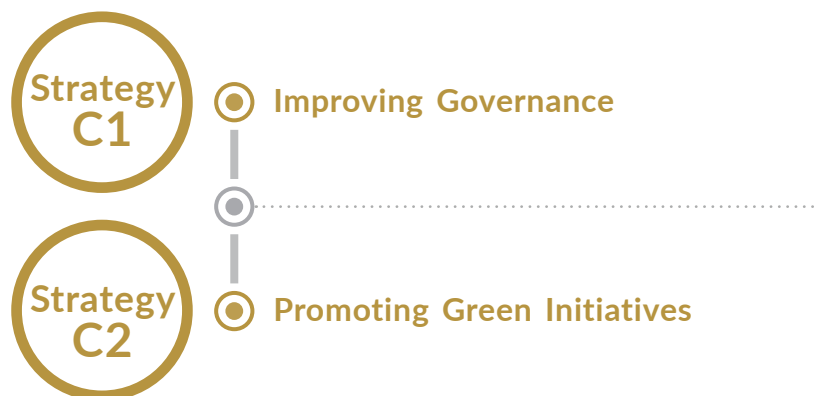 Strategy
C1
Improving Governance
Strategy
C2
Promoting Green Initiatives